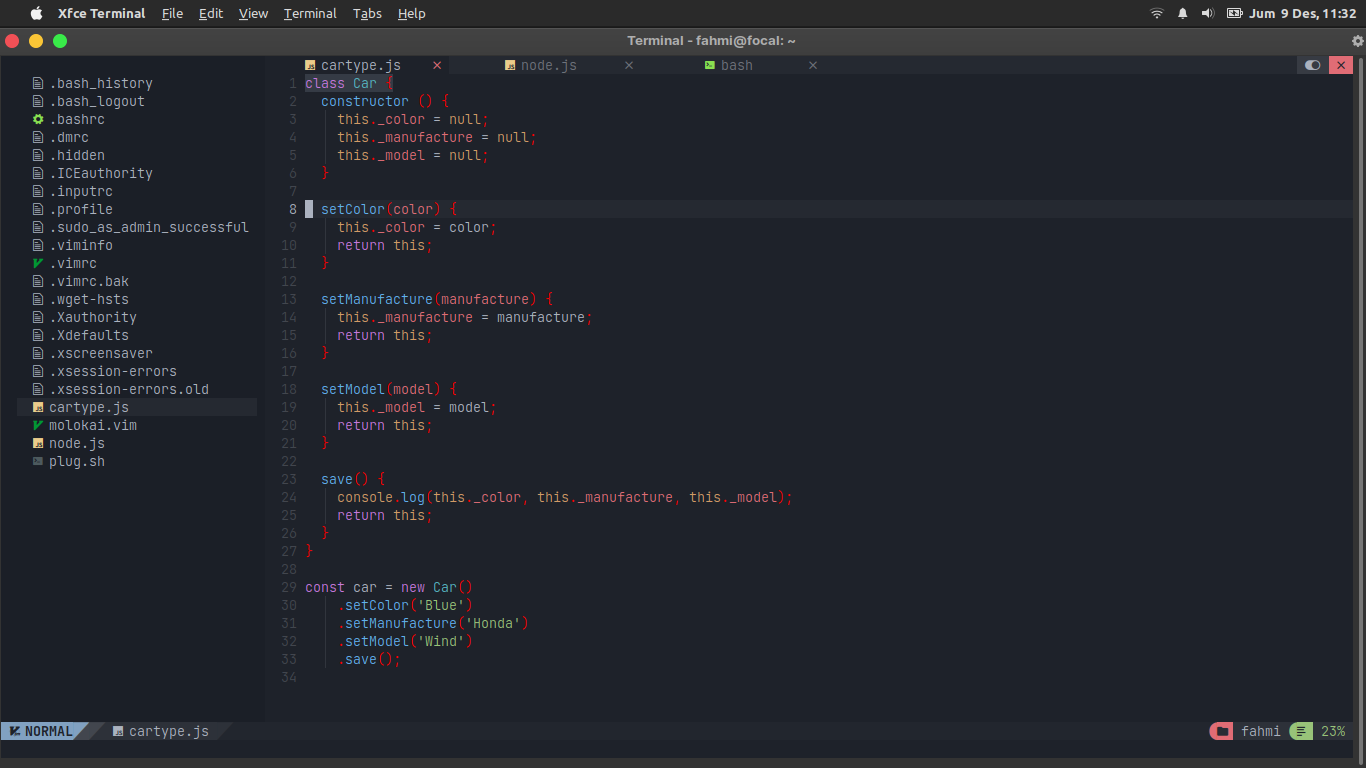 Xfce Terminal File Edit View Terminal Tabs Help Jum 9 Des, 11:32
Terminal - fahmi@focal: ~
cartype.js × node.js × bash × ×
.bash_history
.bash_logout
.bashrc
.dmrc
.hidden
.ICEauthority
.inputrc
.profile
.sudo_as_admin_successful
.viminfo
.vimrc
.vimrc.bak
.wget-hsts
.Xauthority
.Xdefaults
.xscreensaver
.xsession-errors
.xsession-errors.old
cartype.js
molokai.vim
node.js
plug.sh
1 class Car {
2   constructor () {
3     this._color = null;
4     this._manufacture = null;
5     this._model = null;
6   }
7
8   setColor(color) {
9     this._color = color;
10     return this;
11   }
12
13   setManufacture(manufacture) {
14     this._manufacture = manufacture;
15     return this;
16   }
17
18   setModel(model) {
19     this._model = model;
20     return this;
21   }
22
23   save() {
24     console.log(this._color, this._manufacture, this._model);
25     return this;
26   }
27 }
28
29 const car = new Car()
30     .setColor('Blue')
31     .setManufacture('Honda')
32     .setModel('Wind')
33     .save();
34
NORMAL cartype.js fahmi 23%